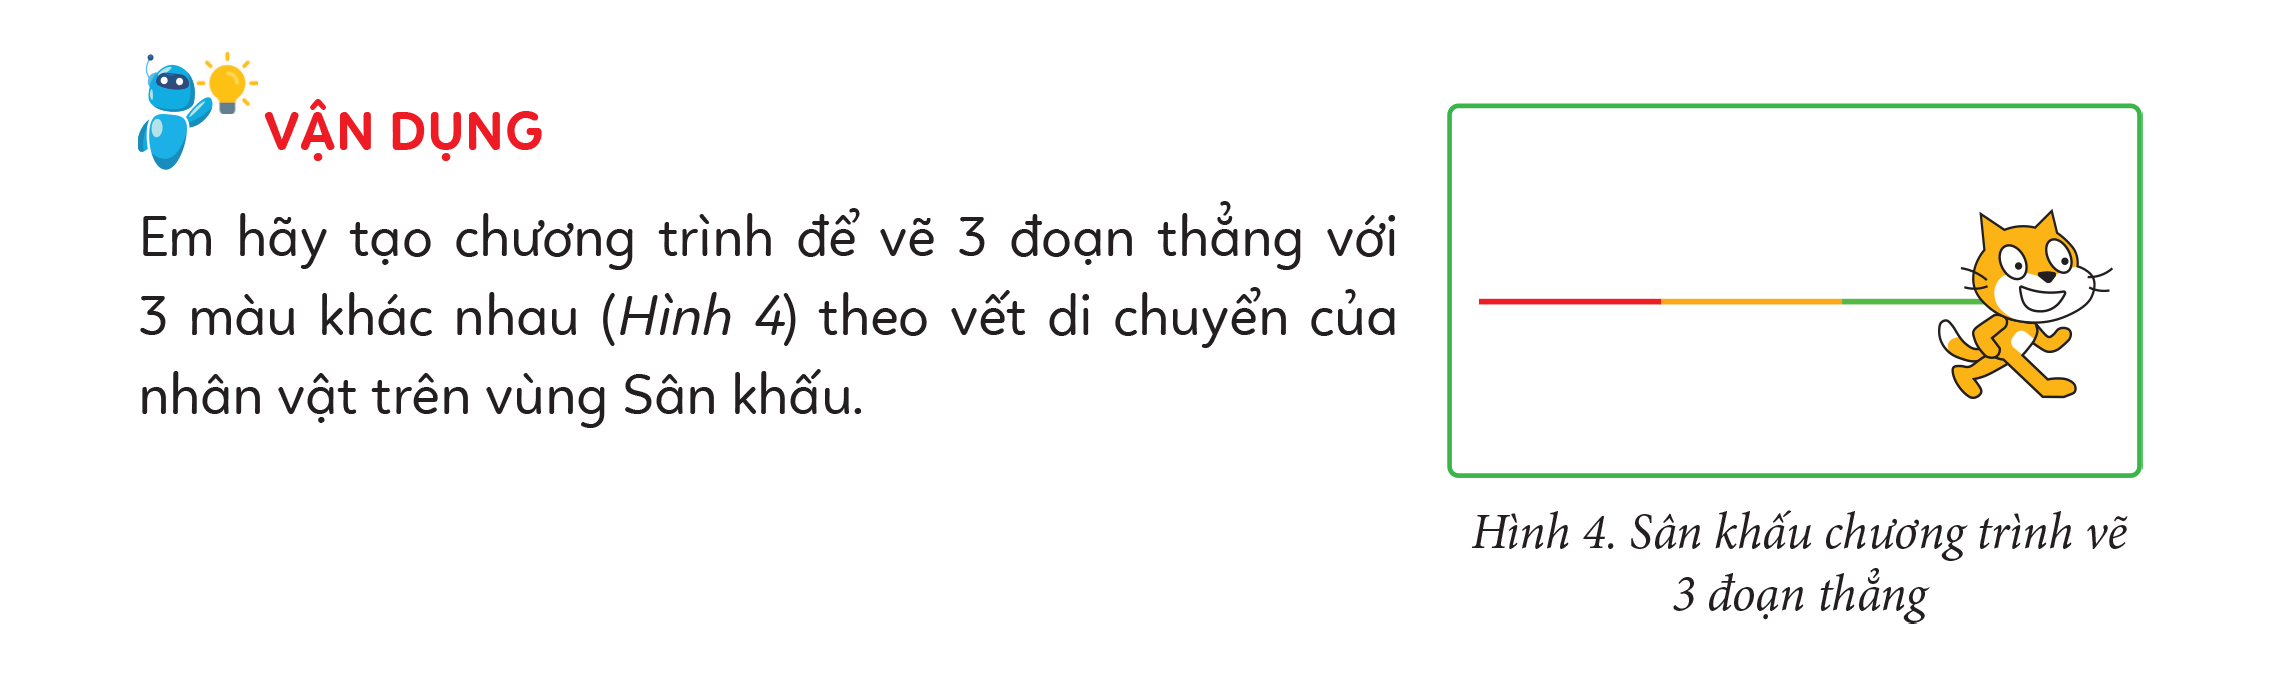 VẬN DỤNG
Em hãy tạo chương trình để vẽ 3 đoạn thẳng với
3 màu khác nhau (Hình 4) theo vết di chuyển của
nhân vật trên vùng Sân khấu.
Hình 4. Sân khấu chương trình vẽ
3 đoạn thẳng